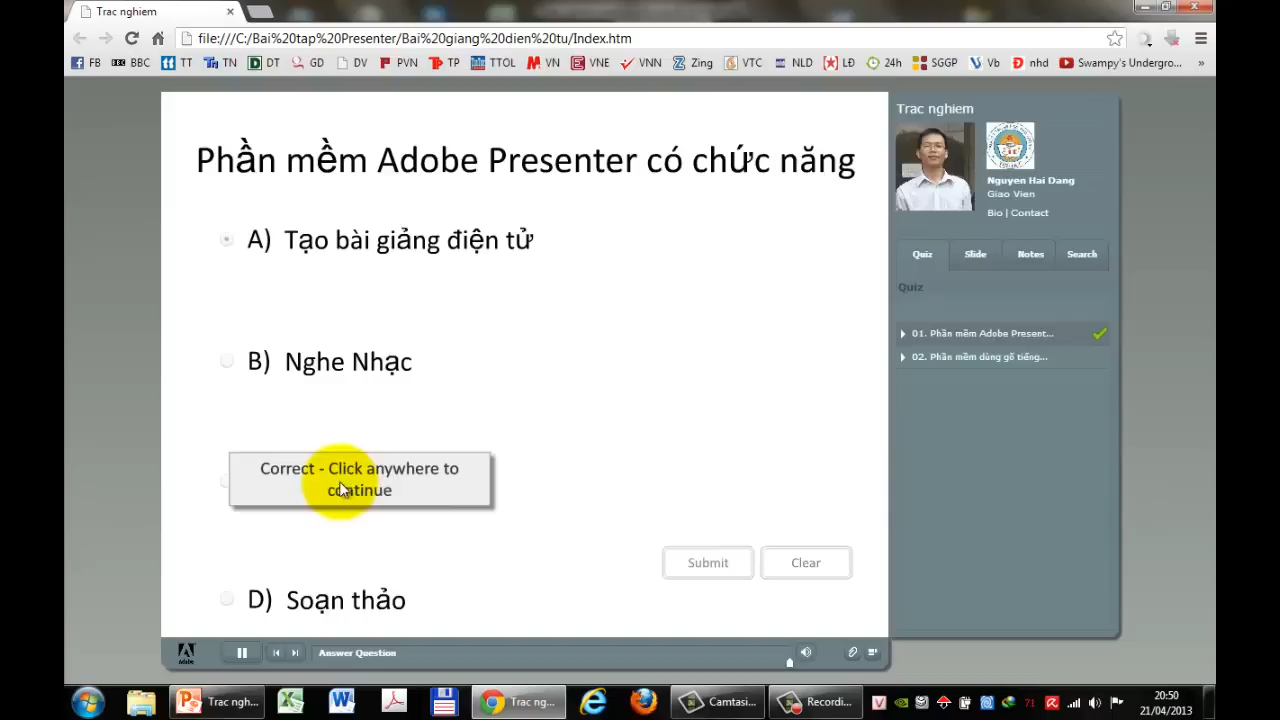 Trac nghiem
file:///C:/Bai%20tap%20Presenter/Bai%20giang%20dien%20tu/Index.htm
FB BBC TT TN DT GD DV PVN TP TTOL VN VNE VNN Zing VTC NLD LĐ 24h SGGP Vb nhd Swampy's Undergro...
Phần mềm Adobe Presenter có chức năng
A) Tạo bài giảng điện tử
B) Nghe Nhạc
Correct - Click anywhere to
continue
D) Soạn thảo
Submit Clear
Answer Question
Trac nghiem
Nguyen Hai Dang
Giao Vien
Bio | Contact
Quiz Slide Notes Search
Quiz
01. Phần mềm Adobe Present...
02. Phần mềm dùng gõ tiếng...
Trac ngh... Trac ng... Camtasi... Recordi...
71
20:50
21/04/2013